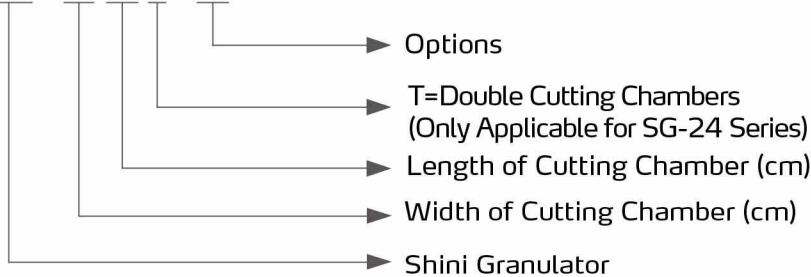 Options
T=Double Cutting Chambers
(Only Applicable for SG-24 Series)
Length of Cutting Chamber (cm)
Width of Cutting Chamber (cm)
Shini Granulator